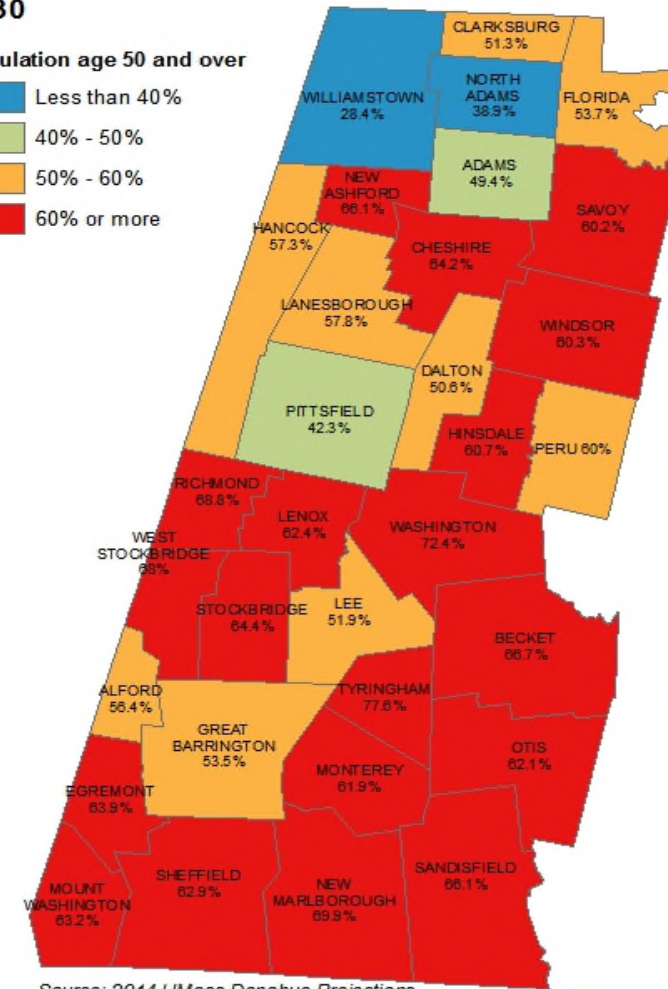 30
ulation age 50 and over
Less than 40%
40% - 50%
50% - 60%
60% or more
CLARKSBURG
51.3%
WILLIAMSTOWN
28.4%
NORTH
ADAMS
38.9%
FLORIDA
53.7%
ADAMS
49.4%
NEW
ASHFORD
66.1%
SAVOY
60.2%
HANCOCK
57.3%
CHESHIRE
64.2%
LANESBOROUGH
57.8%
WINDSOR
60.3%
DALTON
50.6%
PITTSFIELD
42.3%
HINSDALE
60.7%
PERU 60%
RICHMOND
68.8%
LENOX
62.4%
WASHINGTON
72.4%
WEST
STOCKBRIDGE
68%
STOCKBRIDGE
64.4%
LEE
51.9%
BECKET
66.7%
ALFORD
56.4%
TYRINGHAM
77.6%
GREAT
BARRINGTON
53.5%
OTIS
62.1%
MONTEREY
61.9%
EGREMONT
63.9%
SHEFFIELD
62.9%
SANDISFIELD
66.1%
MOUNT
WASHINGTON
63.2%
NEW
MARLBOROUGH
69.9%
Source: 2014 UMass Donahue Projections